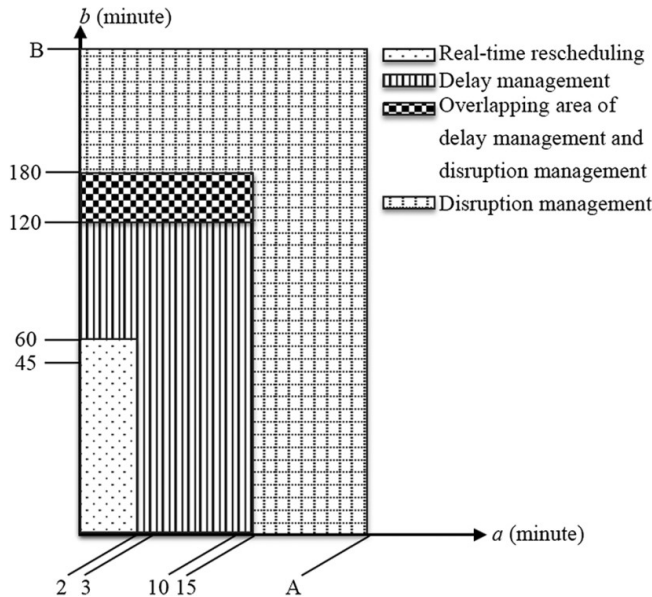 b (minute)
B
Real-time rescheduling
Delay management
Overlapping area of
delay management and
disruption management
Disruption management
180
120
60
45
a (minute)
2 3 10 15 A